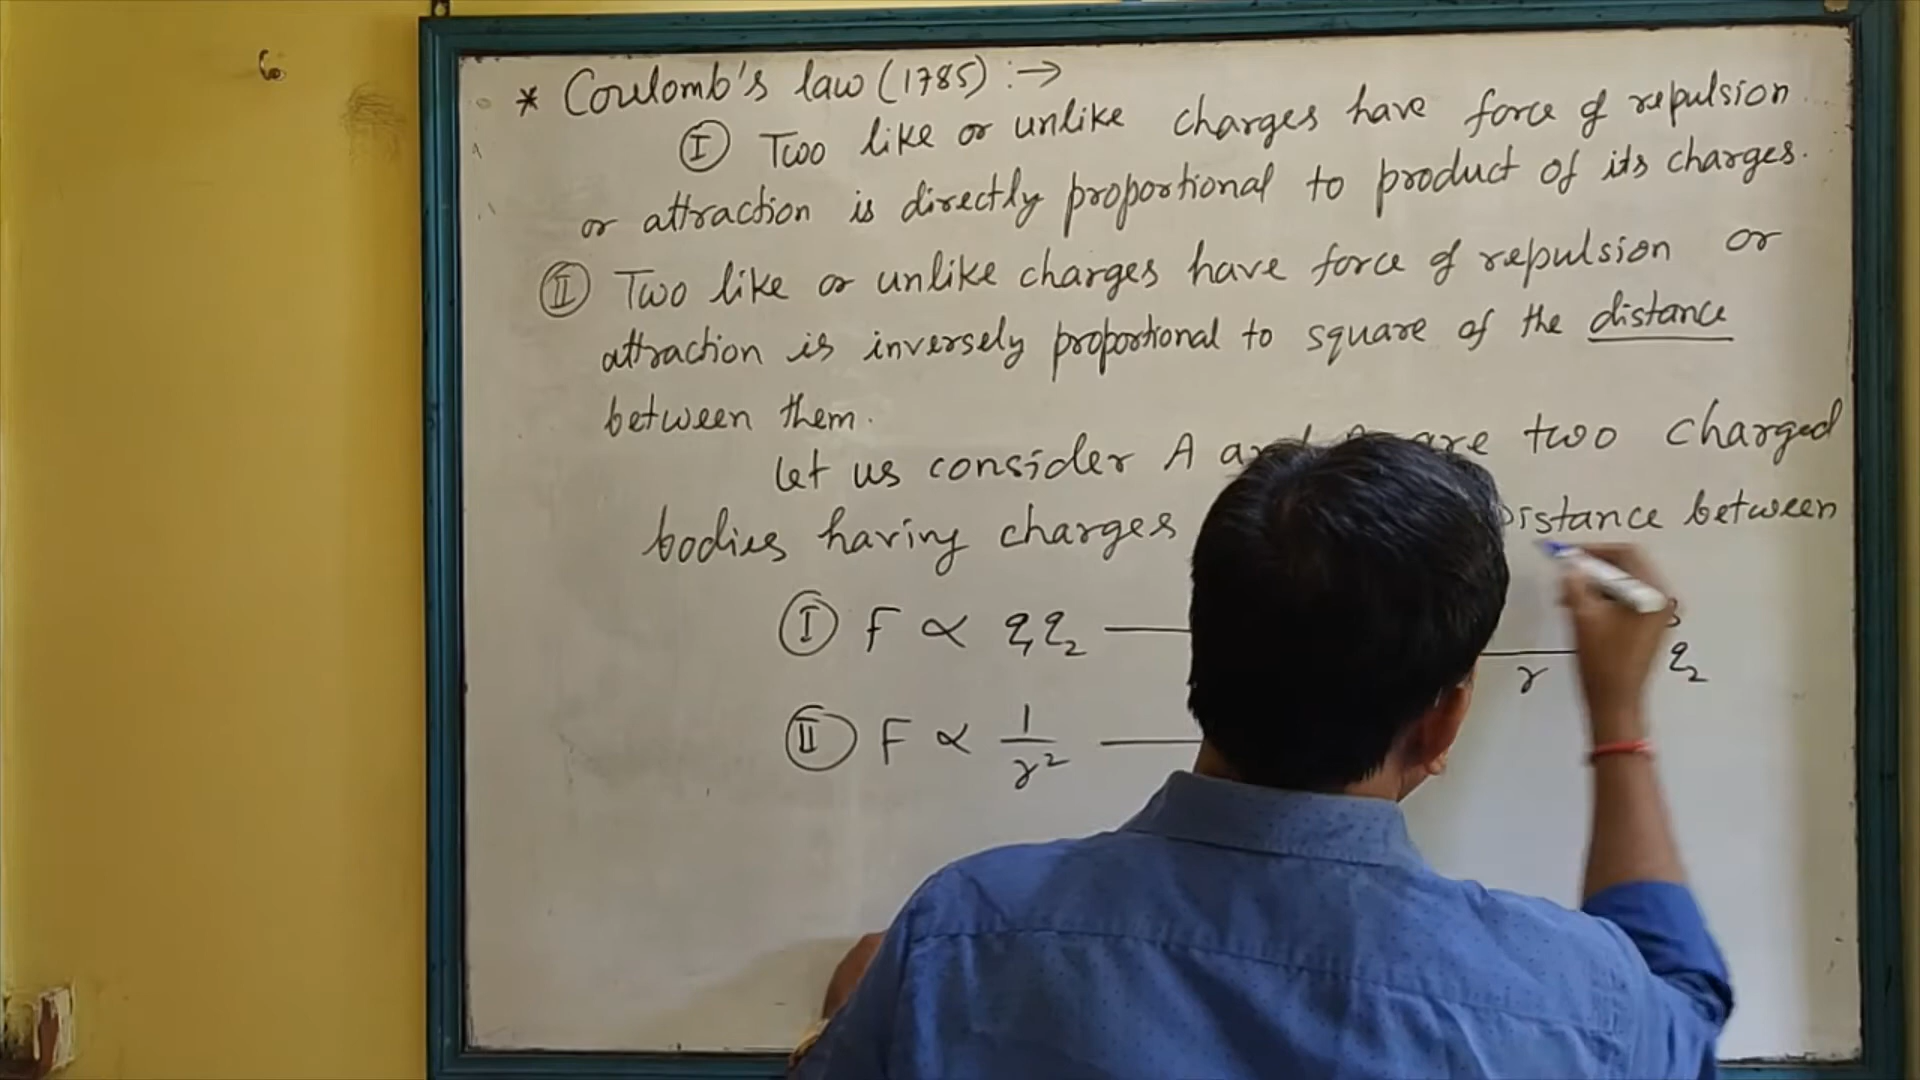 6
* Coulomb's law (1785) :→
Ⓘ Two like or unlike charges have force of repulsion
or attraction is directly proportional to product of its charges.
Ⓘⓘ Two like or unlike charges have force of repulsion or
attraction is inversely proportional to square of the distance
between them.
Let us consider A are two charged
bodies having charges Distance between
Ⓘ F ∝ q₁q₂ —
r q₂
Ⓘⓘ F ∝ 1/r² —